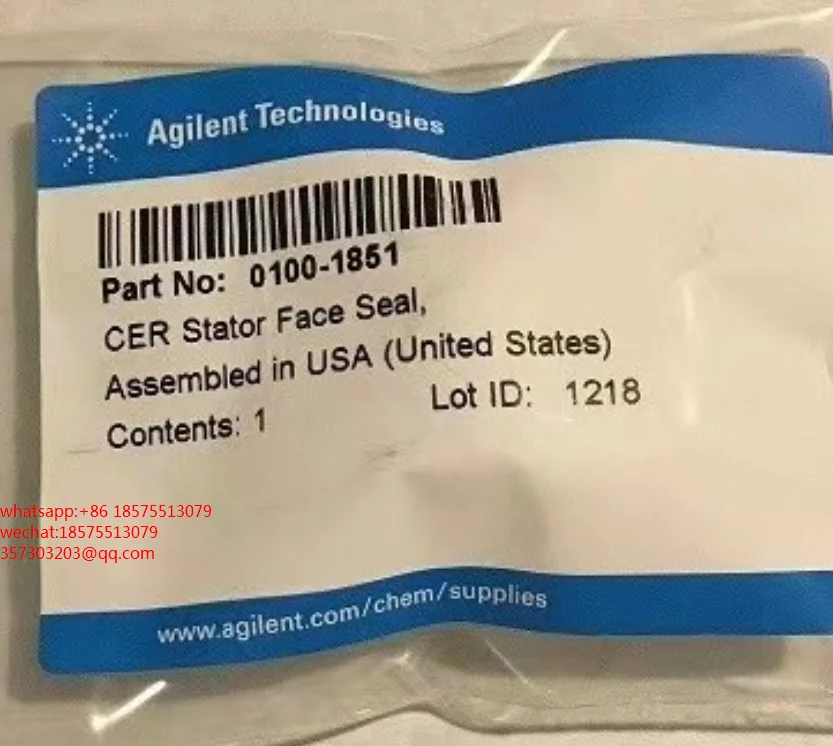 Agilent Technologies
Part No: 0100-1851
CER Stator Face Seal,
Assembled in USA (United States)
Contents: 1 Lot ID: 1218
whatsapp:+86 18575513079
wechat:18575513079
357303203@qq.com
www.agilent.com/chem/supplies